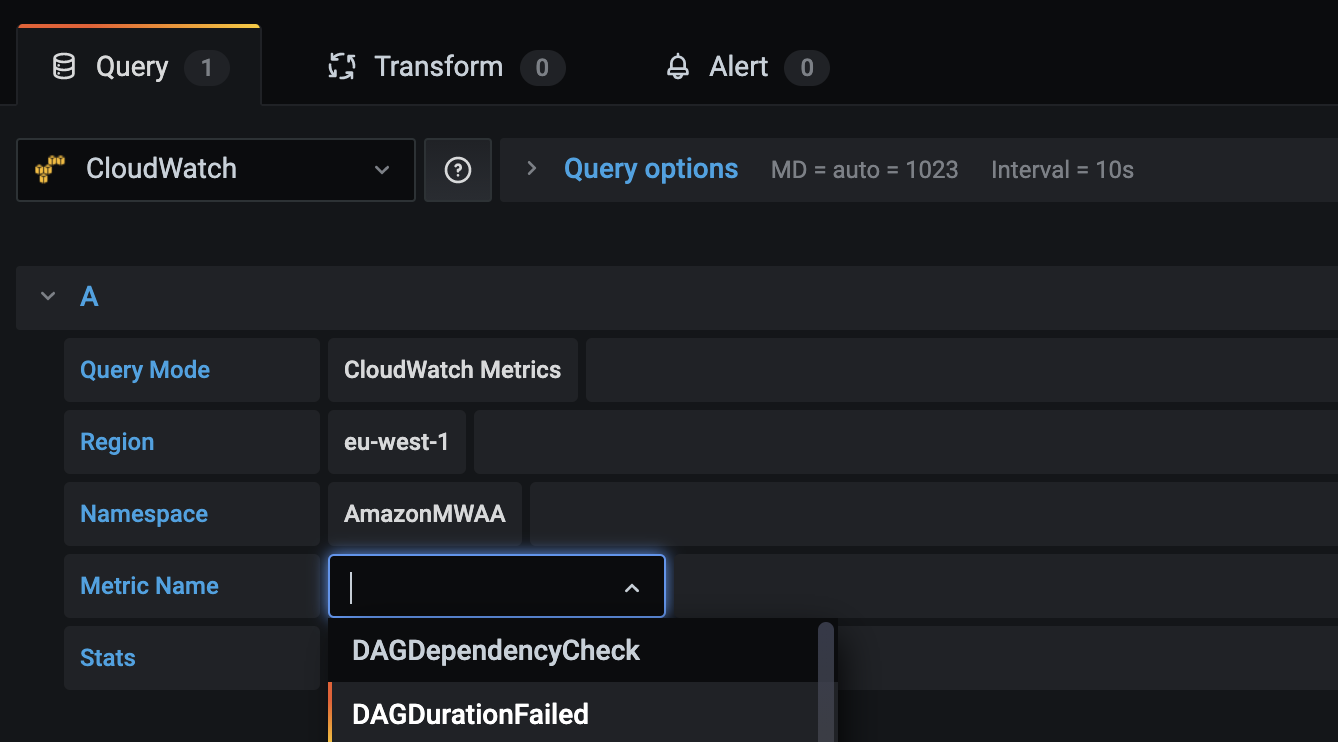 Query 1 Transform 0 Alert 0
CloudWatch ? Query options MD = auto = 1023 Interval = 10s
A
Query Mode CloudWatch Metrics
Region eu-west-1
Namespace AmazonMWAA
Metric Name
DAGDependencyCheck
Stats
DAGDurationFailed